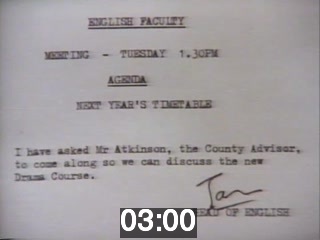 ENGLISH FACULTY
MEETING - TUESDAY 1.30PM
AGENDA
NEXT YEAR'S TIMETABLE
I have asked Mr Atkinson, the County Advisor,
to come along so we can discuss the new
Drama Course.
Ian
HEAD OF ENGLISH
03:00